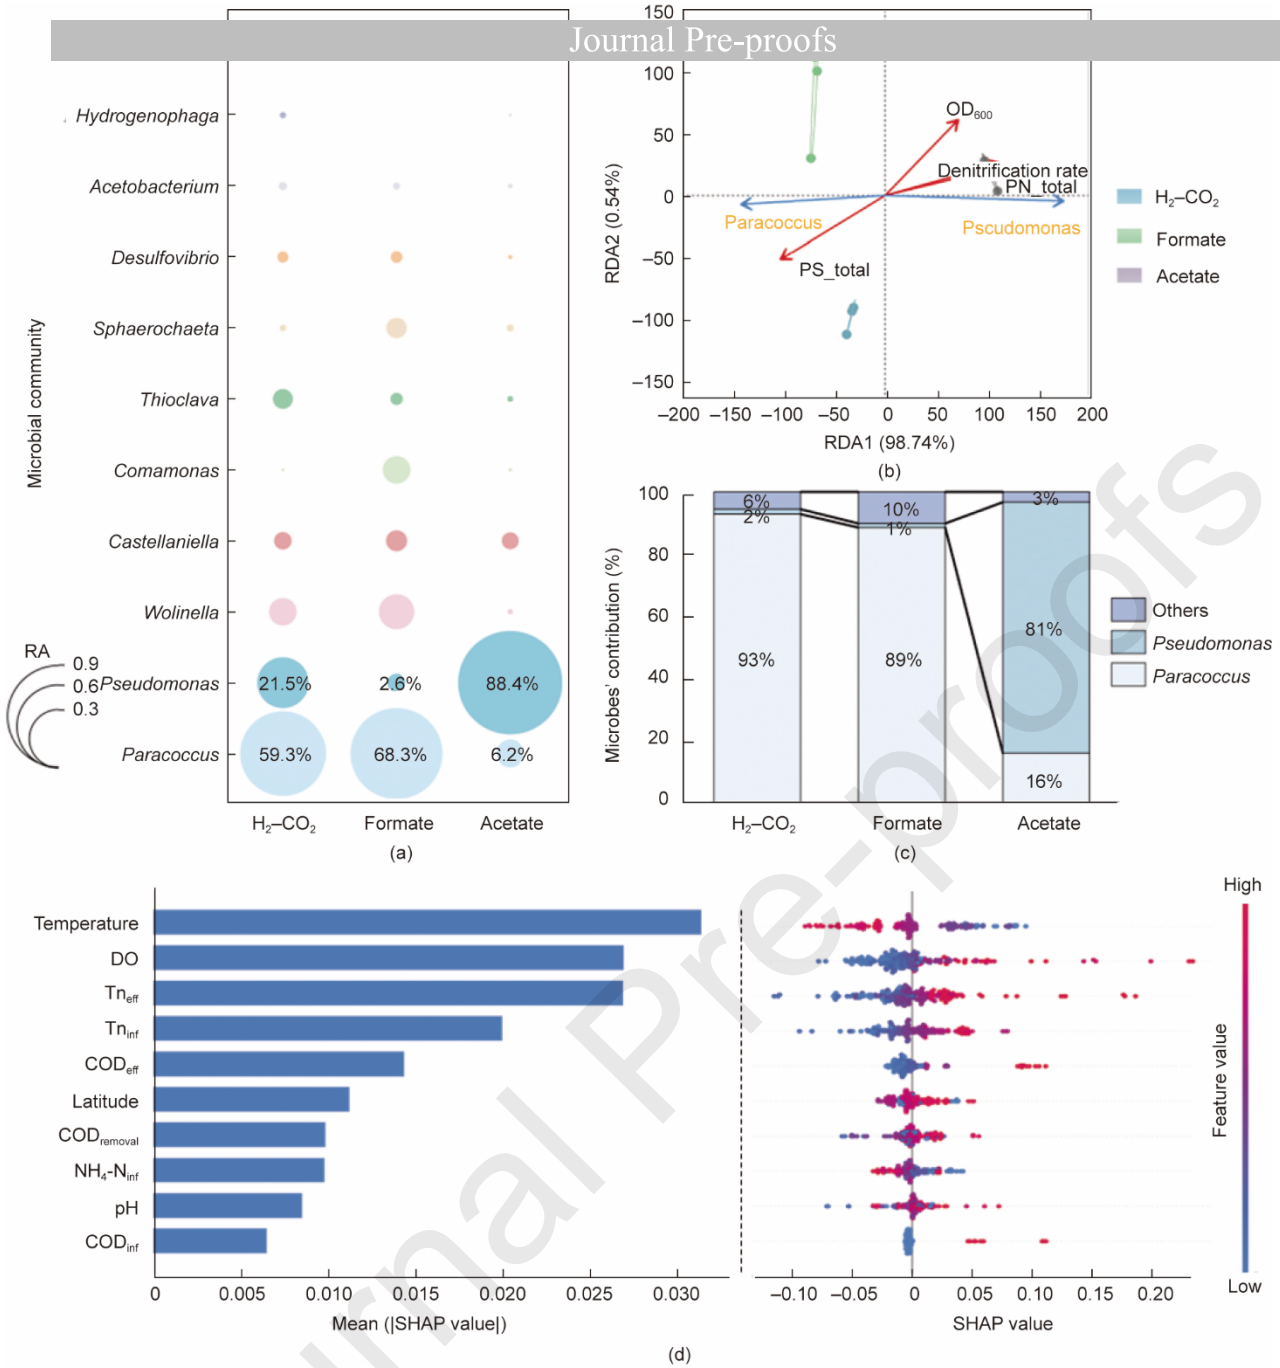 Journal Pre-proofs
Microbial community
Hydrogenophaga
Acetobacterium
Desulfovibrio
Sphaerochaeta
Thioclava
Comamonas
Castellaniella
Wolinella
Pseudomonas
Paracoccus
RA
0.9
0.6
0.3
21.5% 2.6% 88.4%
59.3% 68.3% 6.2%
H₂–CO₂ Formate Acetate
(a)
150
100
50
0
–50
–100
–150
RDA2 (0.54%)
OD₆₀₀
Denitrification rate
PN_total
Paracoccus
Pscudomonas
PS_total
–200 –150 –100 –50 0 50 100 150 200
RDA1 (98.74%)
(b)
H₂–CO₂
Formate
Acetate
Microbes' contribution (%)
100
80
60
40
20
0
6% 10% 3%
2% 1% 81%
93% 89% 16%
H₂–CO₂ Formate Acetate
(c)
Others
Pseudomonas
Paracoccus
Temperature
DO
Tn_eff
Tn_inf
COD_eff
Latitude
COD_removal
NH₄-N_inf
pH
COD_inf
0 0.005 0.010 0.015 0.020 0.025 0.030
Mean (|SHAP value|)
–0.10 –0.05 0 0.05 0.10 0.15 0.20
SHAP value
High
Feature value
Low
(d)
Journal Pre-proofs